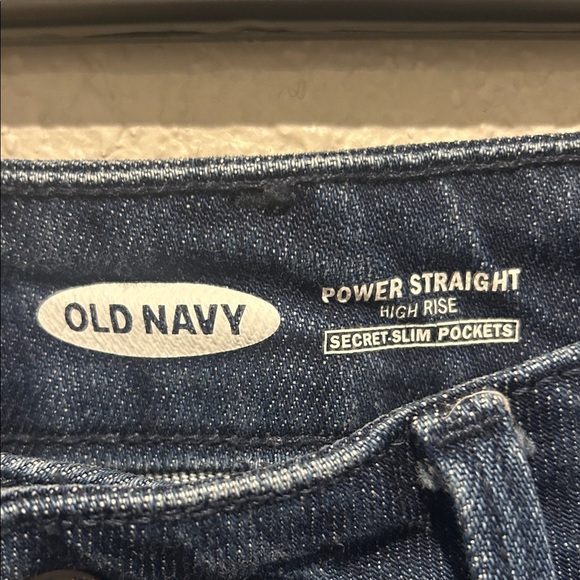 OLD NAVY
POWER STRAIGHT
HIGH RISE
SECRET-SLIM POCKETS